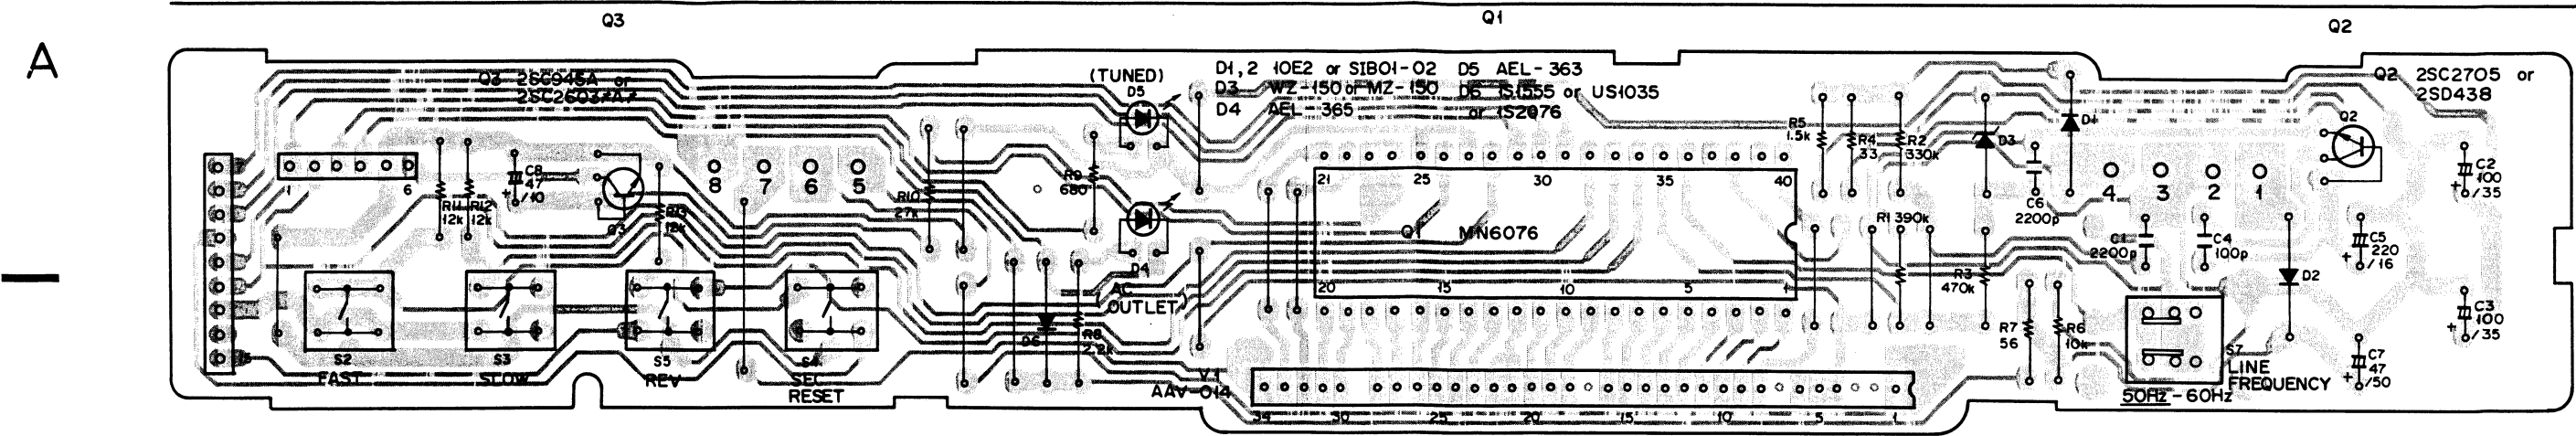 Q3
Q1
Q2
A
Q3 2SC945A or
2SC2603*A*
(TUNED)
D5
D1,2 10E2 or SIB01-02 D5 AEL-363
D3 WZ-150 or MZ-150 D6 1S1555 or US1035
D4 AEL-365 or 1S2076
Q2 2SC2705 or
2SD438
R5
1.5k
R4
33
R2
330k
D3
D1
Q2
1
6
C8
47
/10
R11
12k
R12
12k
Q3
R13
12k
8
7
6
5
R10
27k
R9
680
21
25
30
35
40
C6
2200p
4
3
2
1
C2
100
/35
D4
AC
OUTLET)
Q1 MN6076
R1 390k
R3
470k
C1
2200p
C4
100p
D2
C5
220
/16
20
15
10
5
1
S2
FAST
S3
SLOW
S5
REV
S4
SEC
RESET
D6
R8
2.2k
R7
56
R6
10k
S7
LINE
FREQUENCY
50Hz-60Hz
C3
100
/35
C7
47
/50
V1
AAV-014
34
30
25
20
15
10
5
1